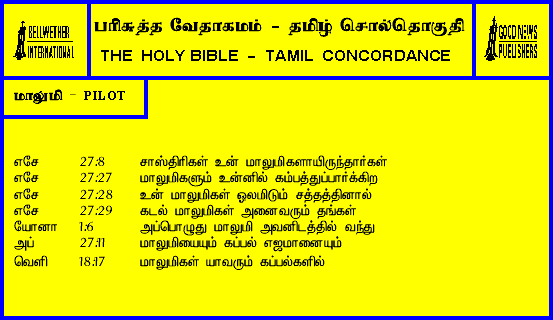 BELLWETHER
INTERNATIONAL
பரிசுத்த வேதாகமம் - தமிழ் சொல்தொகுதி
THE HOLY BIBLE - TAMIL CONCORDANCE
GOOD NEWS
PUBLISHERS
மாலுமி - PILOT
எசே 27:8 சாஸ்திரிகள் உன் மாலுமிகளாயிருந்தார்கள்
எசே 27:27 மாலுமிகளும் உன்னில் கம்பத்துப்பார்க்கிற
எசே 27:28 உன் மாலுமிகள் ஓலமிடும் சத்தத்தினால்
எசே 27:29 கடல் மாலுமிகள் அனைவரும் தங்கள்
யோனா 1:6 அப்பொழுது மாலுமி அவனிடத்தில் வந்து
அப் 27:11 மாலுமியையும் கப்பல் எஜமானையும்
வெளி 18:17 மாலுமிகள் யாவரும் கப்பல்களில்